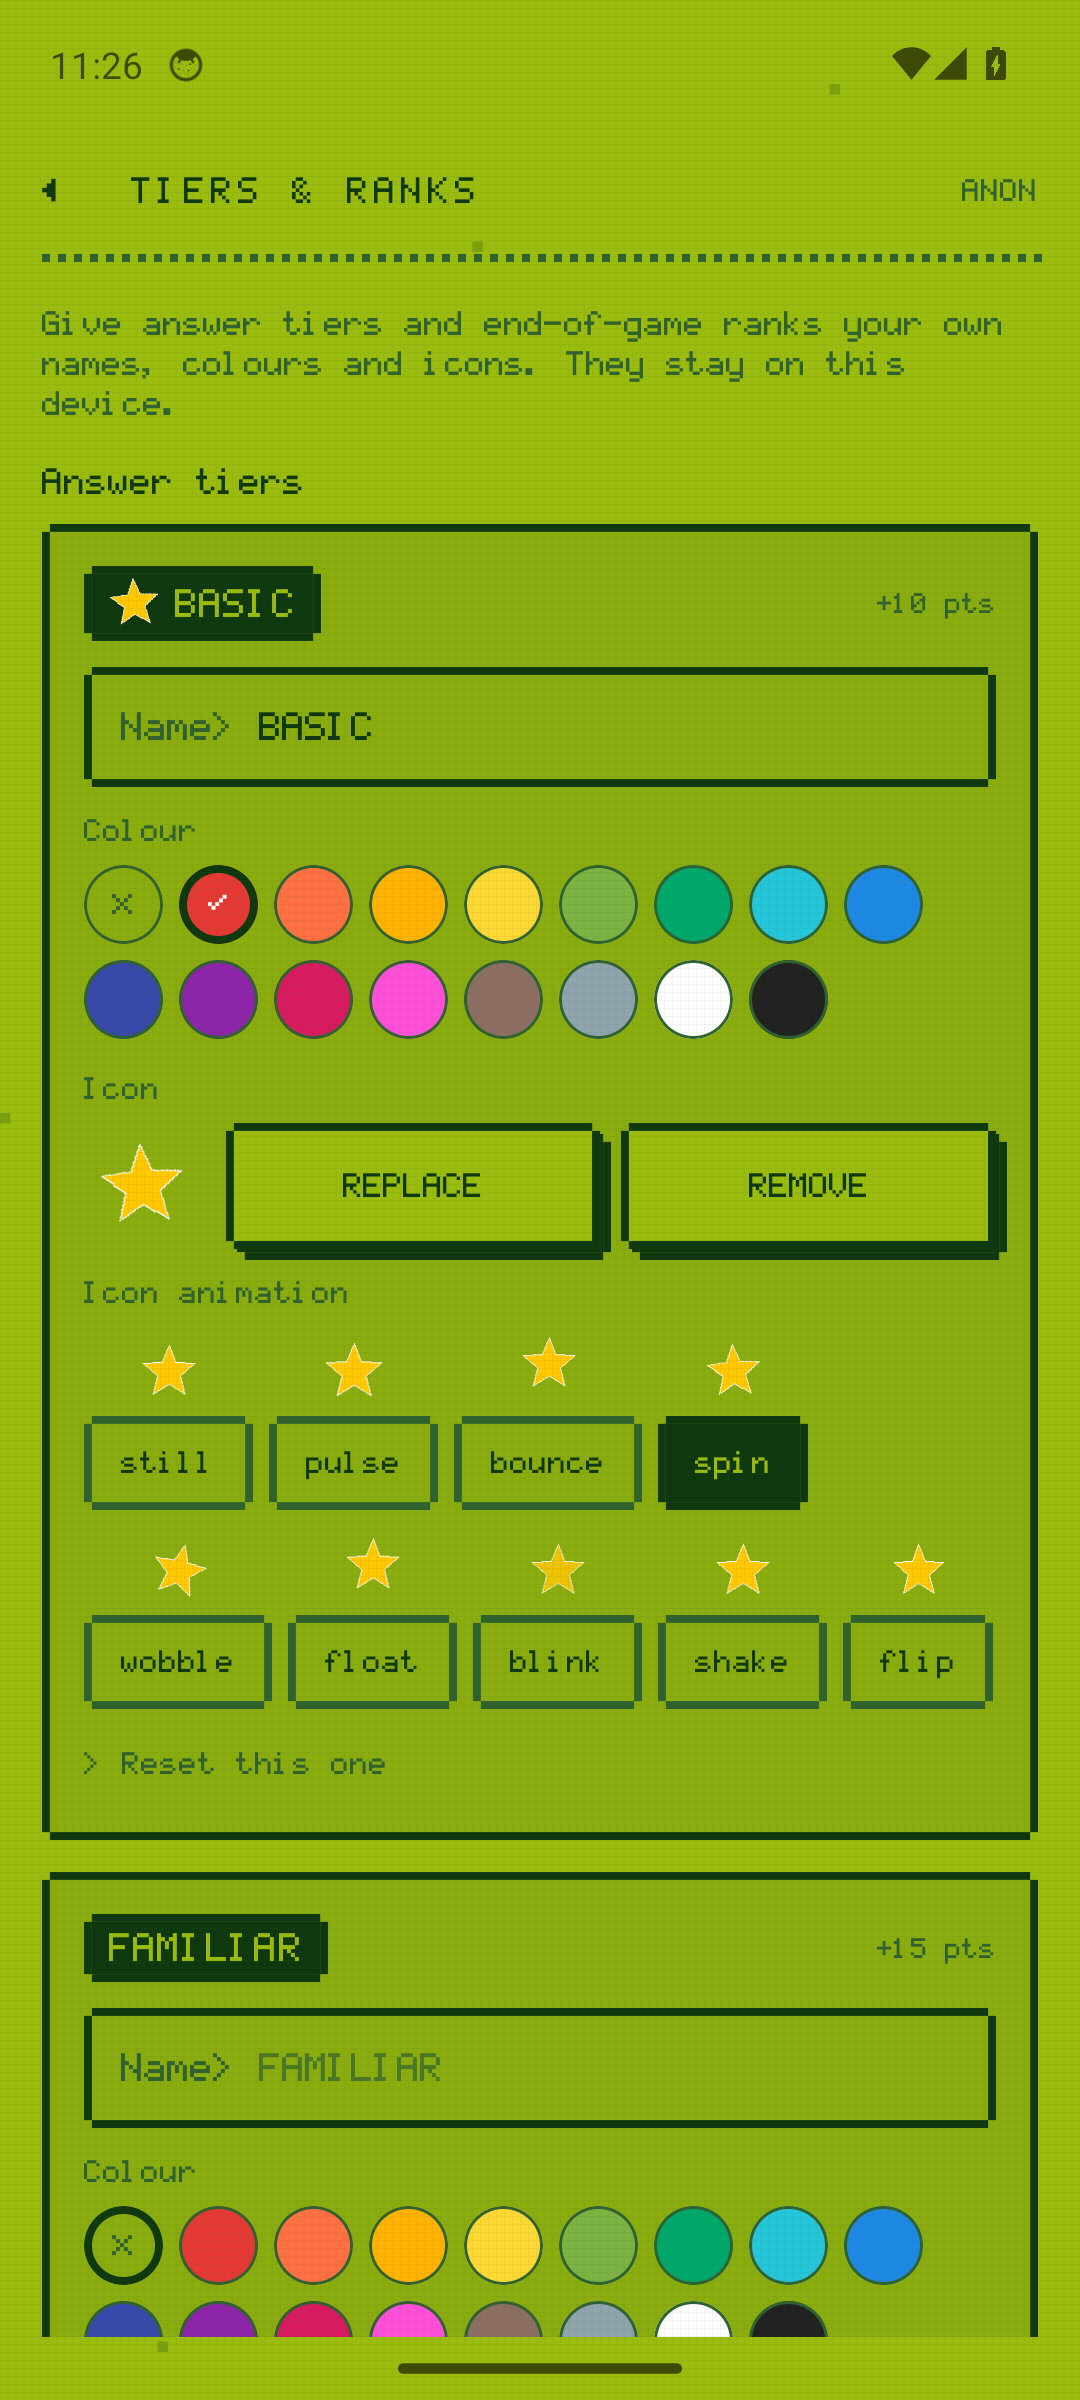 11:26
TIERS & RANKS
ANON
Give answer tiers and end-of-game ranks your own
names, colours and icons. They stay on this
device.
Answer tiers
BASIC
+10 pts
Name> BASIC
Colour
Icon
REPLACE
REMOVE
Icon animation
still
pulse
bounce
spin
wobble
float
blink
shake
flip
> Reset this one
FAMILIAR
+15 pts
Name> FAMILIAR
Colour